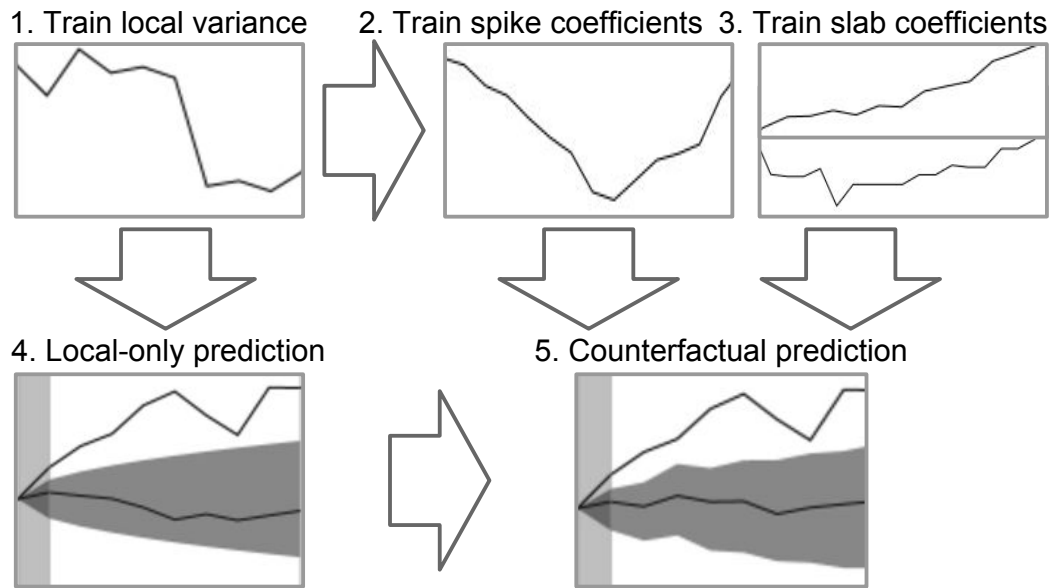 1. Train local variance
2. Train spike coefficients
3. Train slab coefficients
4. Local-only prediction
5. Counterfactual prediction